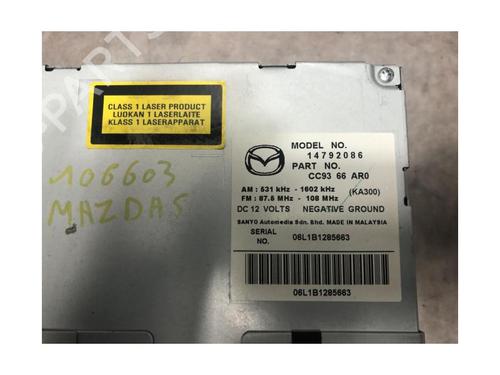 CLASS 1 LASER PRODUCT
LUOKAN 1 LASERLAITE
KLASS 1 LASERAPPARAT
106603
MAZDA5
MODEL NO.
14792086
PART NO.
CC93 66 AR0
AM : 531 kHz - 1602 kHz (KA300)
FM : 87.5 MHz - 108 MHz
DC 12 VOLTS NEGATIVE GROUND
SANYO Automedia Sdn. Bhd. MADE IN MALAYSIA
SERIAL NO. 06L1B1285663
06L1B1285663